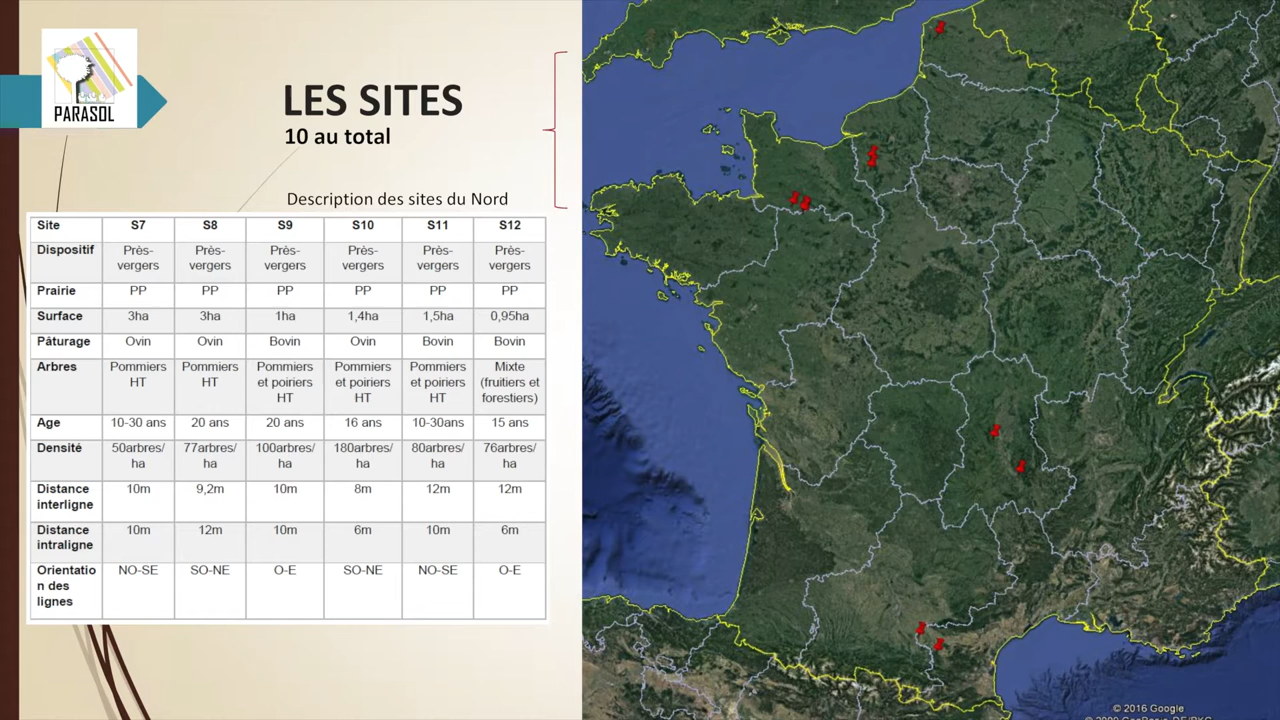 PARASOL
LES SITES
10 au total
Description des sites du Nord
Site S7 S8 S9 S10 S11 S12
Dispositif Près-vergers Près-vergers Près-vergers Près-vergers Près-vergers Près-vergers
Prairie PP PP PP PP PP PP
Surface 3ha 3ha 1ha 1,4ha 1,5ha 0,95ha
Pâturage Ovin Ovin Bovin Ovin Bovin Bovin
Arbres Pommiers HT Pommiers HT Pommiers et poiriers HT Pommiers et poiriers HT Pommiers et poiriers HT Mixte (fruitiers et forestiers)
Age 10-30 ans 20 ans 20 ans 16 ans 10-30ans 15 ans
Densité 50arbres/ha 77arbres/ha 100arbres/ha 180arbres/ha 80arbres/ha 76arbres/ha
Distance interligne 10m 9,2m 10m 8m 12m 12m
Distance intraligne 10m 12m 10m 6m 10m 6m
Orientation des lignes NO-SE SO-NE O-E SO-NE NO-SE O-E
© 2016 Google